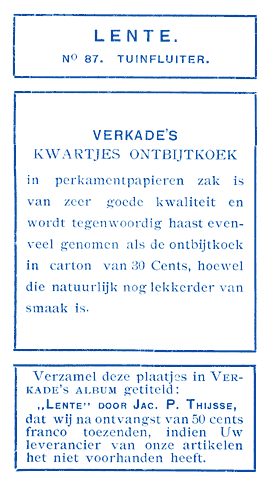 LENTE.
No 87. TUINFLUITER.
VERKADE'S
KWARTJES ONTBIJTKOEK
in perkamentpapieren zak is
van zeer goede kwaliteit en
wordt tegenwoordig haast even-
veel genomen als de ontbijtkoek
in carton van 30 Cents, hoewel
die natuurlijk nog lekkerder van
smaak is.
Verzamel deze plaatjes in VER-
KADE'S ALBUM getiteld:
„LENTE" DOOR JAC. P. THIJSSE,
dat wij na ontvangst van 50 cents
franco toezenden, indien Uw
leverancier van onze artikelen
het niet voorhanden heeft.